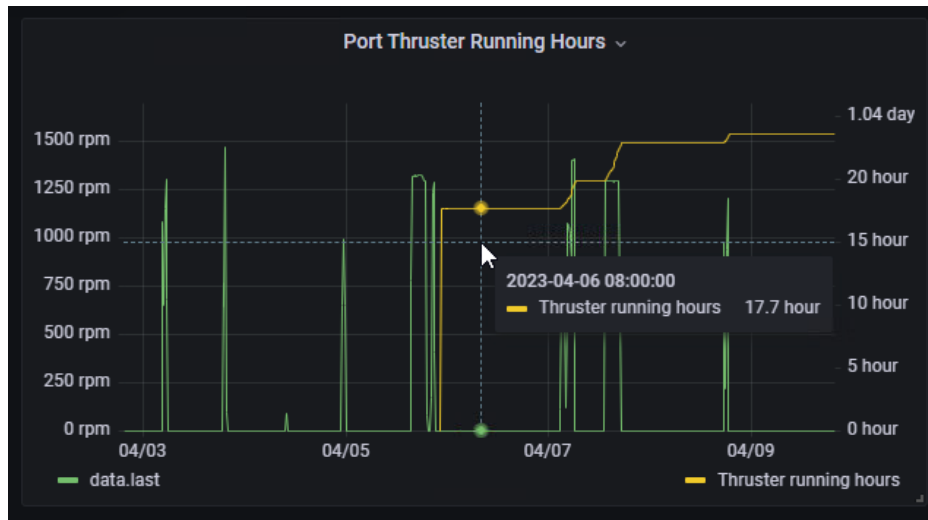 Port Thruster Running Hours
1500 rpm
1250 rpm
1000 rpm
750 rpm
500 rpm
250 rpm
0 rpm
1.04 day
20 hour
15 hour
10 hour
5 hour
0 hour
2023-04-06 08:00:00
Thruster running hours 17.7 hour
04/03 04/05 04/07 04/09
data.last Thruster running hours